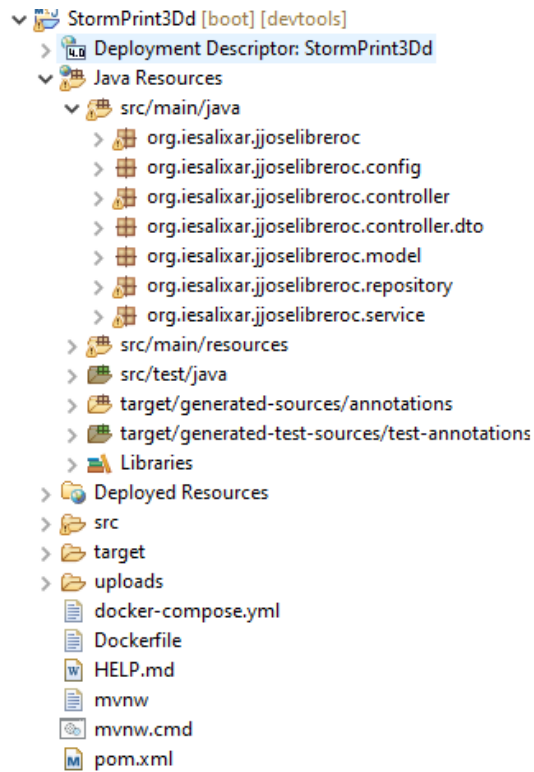 StormPrint3Dd [boot] [devtools]
Deployment Descriptor: StormPrint3Dd
Java Resources
src/main/java
org.iesalixar.jjoselibreroc
org.iesalixar.jjoselibreroc.config
org.iesalixar.jjoselibreroc.controller
org.iesalixar.jjoselibreroc.controller.dto
org.iesalixar.jjoselibreroc.model
org.iesalixar.jjoselibreroc.repository
org.iesalixar.jjoselibreroc.service
src/main/resources
src/test/java
target/generated-sources/annotations
target/generated-test-sources/test-annotations
Libraries
Deployed Resources
src
target
uploads
docker-compose.yml
Dockerfile
HELP.md
mvnw
mvnw.cmd
pom.xml